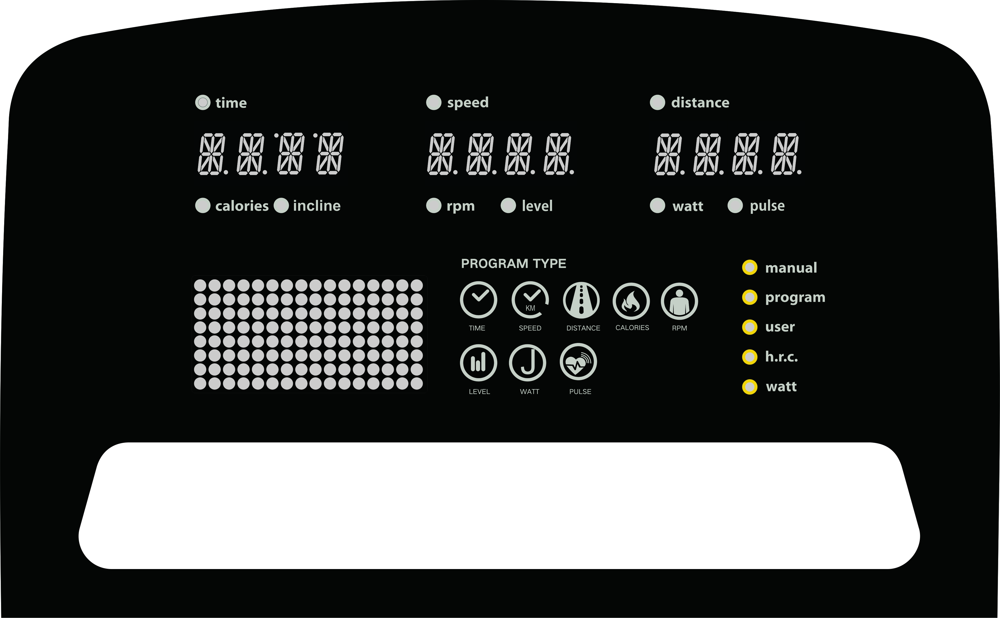 time speed distance
calories incline rpm level watt pulse
PROGRAM TYPE
manual
program
user
h.r.c.
watt
KM
TIME SPEED DISTANCE CALORIES RPM
J
LEVEL WATT PULSE